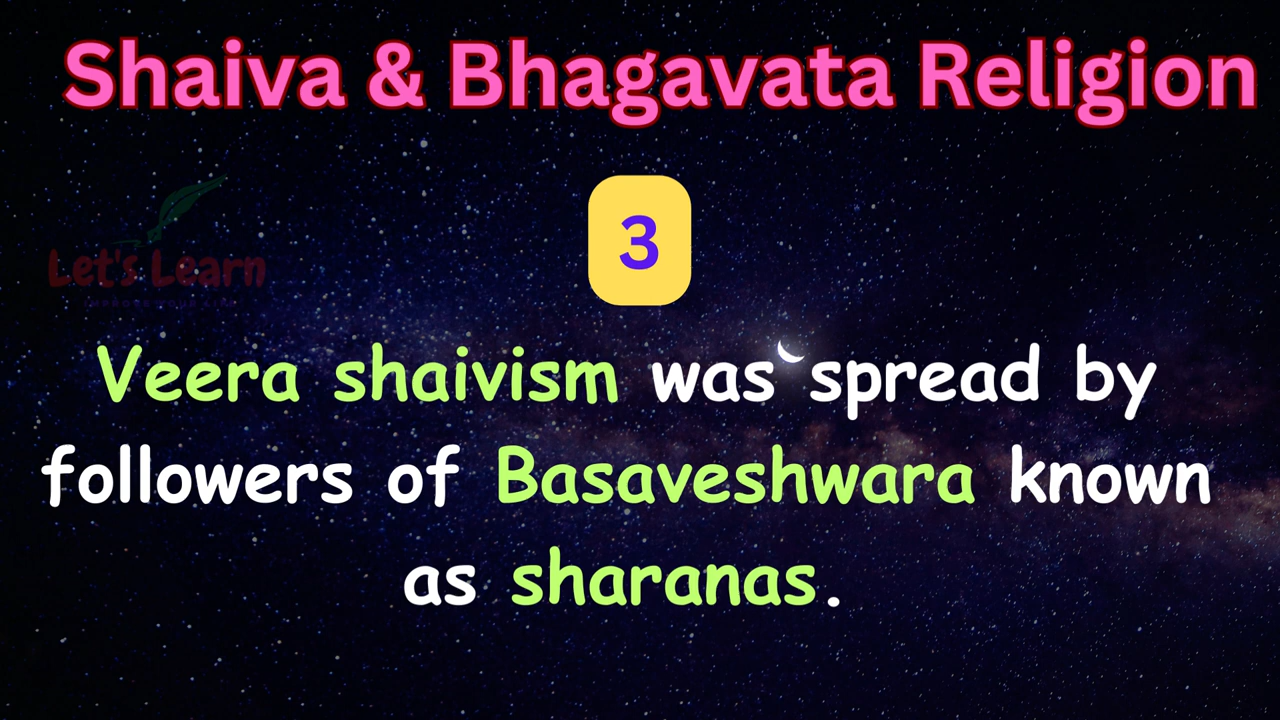 Shaiva & Bhagavata Religion
3
Let's Learn
Veera shaivism was spread by
followers of Basaveshwara known
as sharanas.